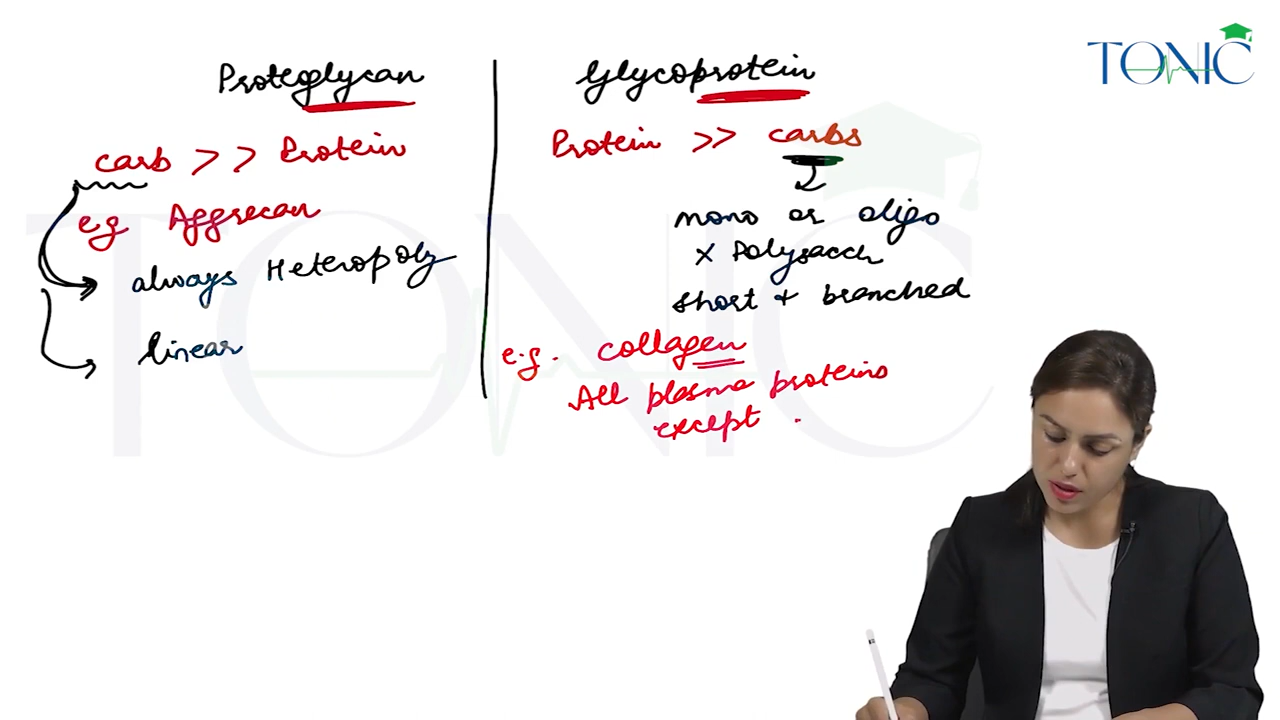 TONIC
Proteoglycan
carb >> Protein
e.g Aggrecan
always Heteropoly
linear
Glycoprotein
Protein >> carbs
mono or oligo
x Polysacch
short + branched
e.g. collagen
All plasma proteins
except
TONIC